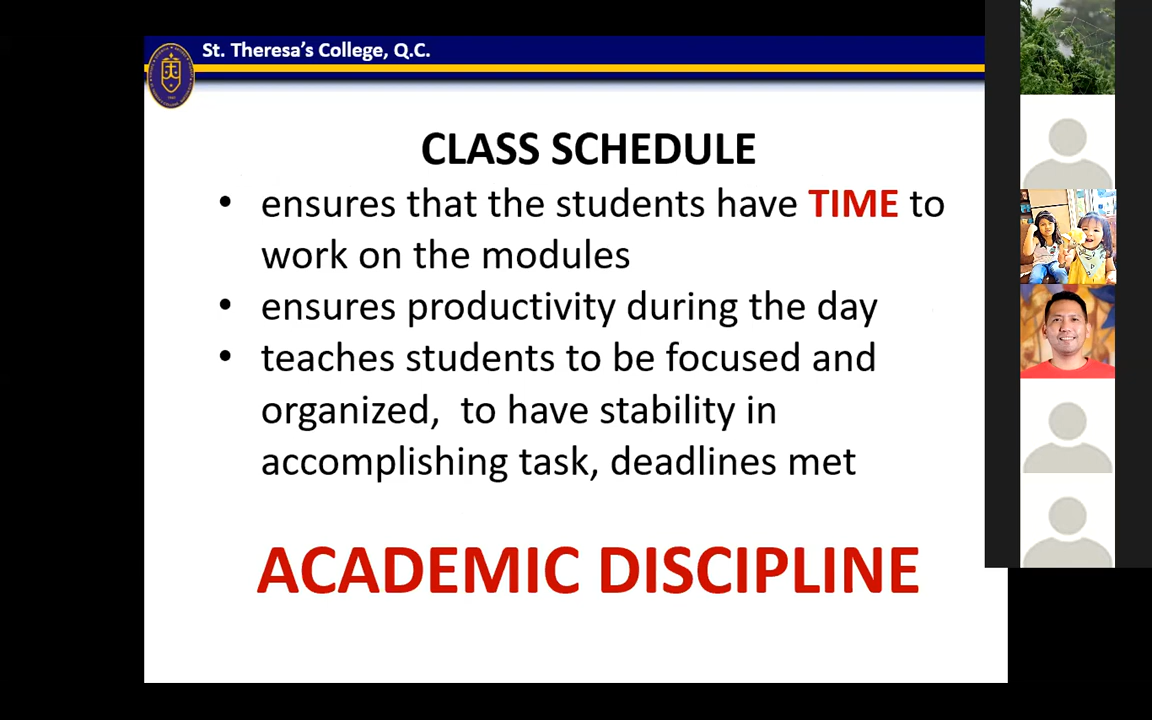 St. Theresa's College, Q.C.
CLASS SCHEDULE
• ensures that the students have TIME to
work on the modules
• ensures productivity during the day
• teaches students to be focused and
organized,  to have stability in
accomplishing task, deadlines met
ACADEMIC DISCIPLINE